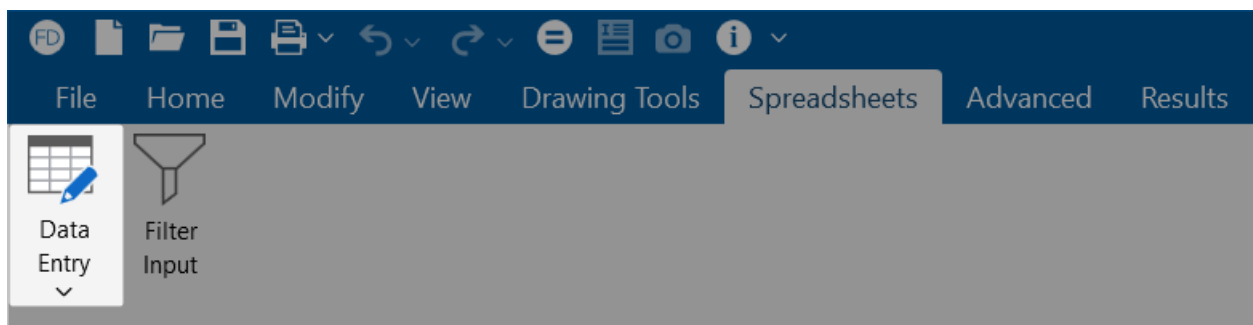 FD
File Home Modify View Drawing Tools Spreadsheets Advanced Results
Data Filter
Entry Input